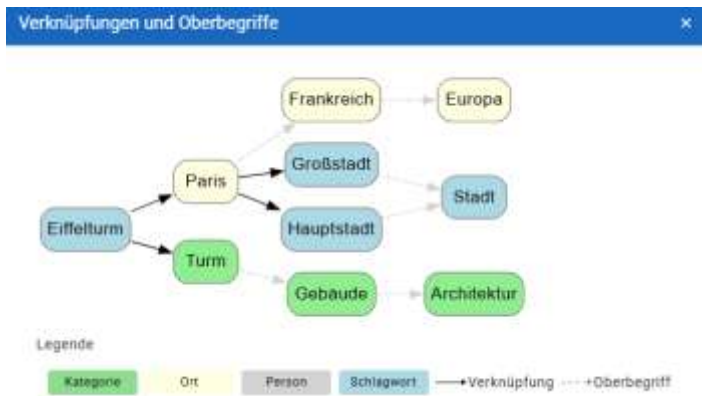 Verknüpfungen und Oberbegriffe ×
Frankreich Europa
Großstadt
Paris
Stadt
Eiffelturm Hauptstadt
Turm
Gebäude Architektur
Legende
Kategorie Ort Person Schlagwort Verknüpfung Oberbegriff